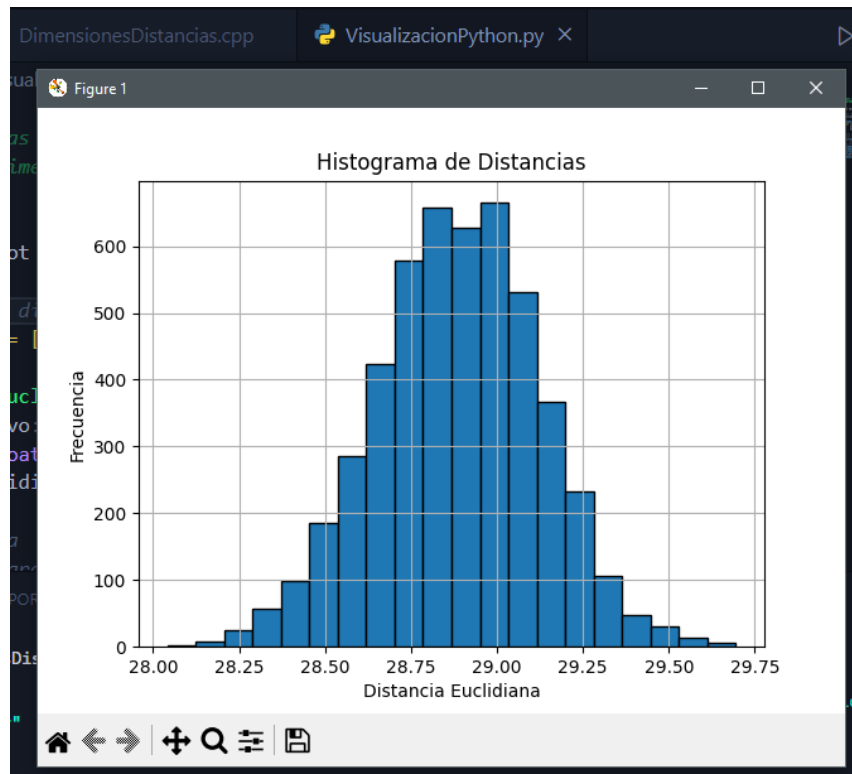 DimensionesDistancias.cpp
VisualizacionPython.py
Figure 1
Histograma de Distancias
Frecuencia
600
500
400
300
200
100
0
28.00 28.25 28.50 28.75 29.00 29.25 29.50 29.75
Distancia Euclidiana